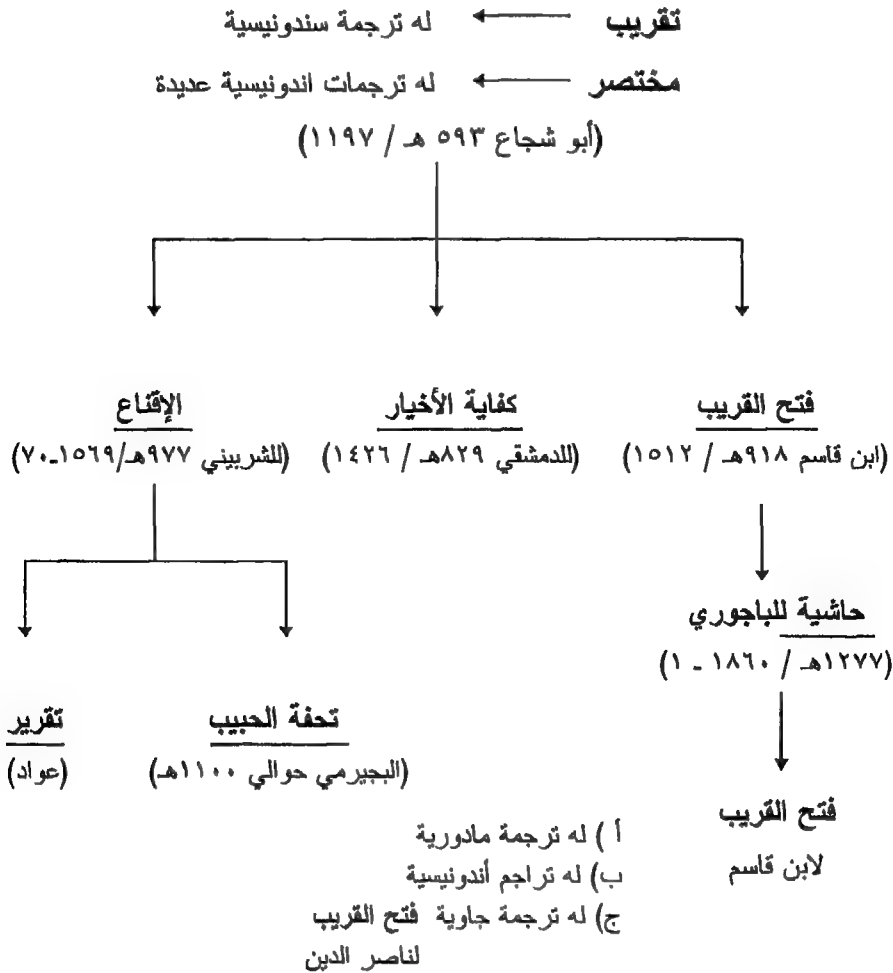 تقريب ← له ترجمة سندونيسية
مختصر ← له ترجمات اندونيسية عديدة
(أبو شجاع ٥٩٣ هـ / ١١٩٧)
فتح القريب كفاية الأخيار الإقناع
(ابن قاسم ٩١٨هـ / ١٥١٢) (للدمشقي ٨٢٩هـ / ١٤٢٦) (للشربيني ٩٧٧هـ/١٥٦٩ـ٧٠)
حاشية للباجوري
(١٢٧٧هـ / ١٨٦٠ - ١)
تحفة الحبيب تقرير
(البجيرمي حوالي ١١٠٠هـ) (عواد)
فتح القريب
لابن قاسم
أ ) له ترجمة مادورية
ب) له تراجم أندونيسية
ج) له ترجمة جاوية فتح القريب
لناصر الدين